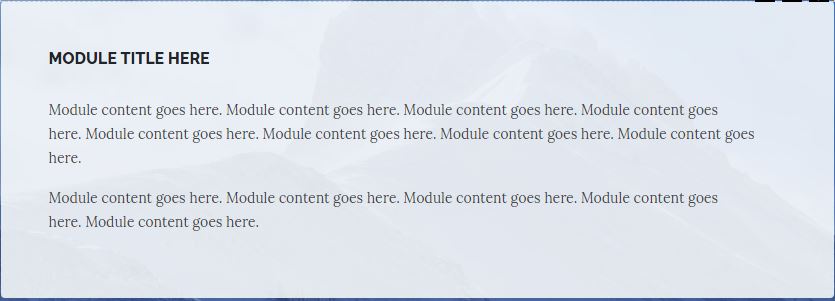 MODULE TITLE HERE
Module content goes here. Module content goes here. Module content goes here. Module content goes
here. Module content goes here. Module content goes here. Module content goes here. Module content goes
here.
Module content goes here. Module content goes here. Module content goes here. Module content goes
here. Module content goes here.